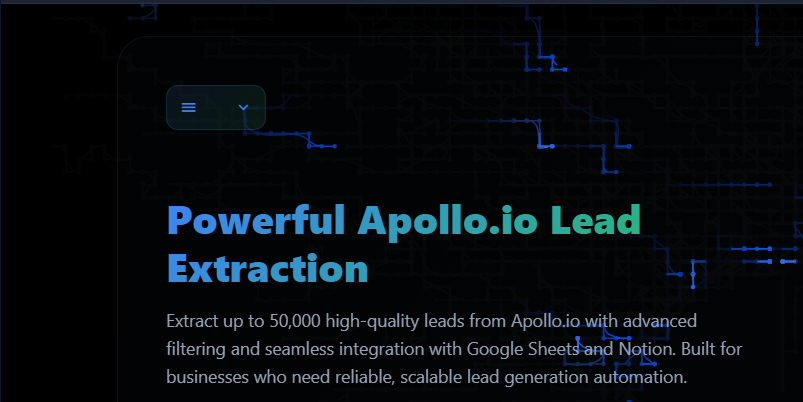 Powerful Apollo.io Lead
Extraction
Extract up to 50,000 high-quality leads from Apollo.io with advanced
filtering and seamless integration with Google Sheets and Notion. Built for
businesses who need reliable, scalable lead generation automation.